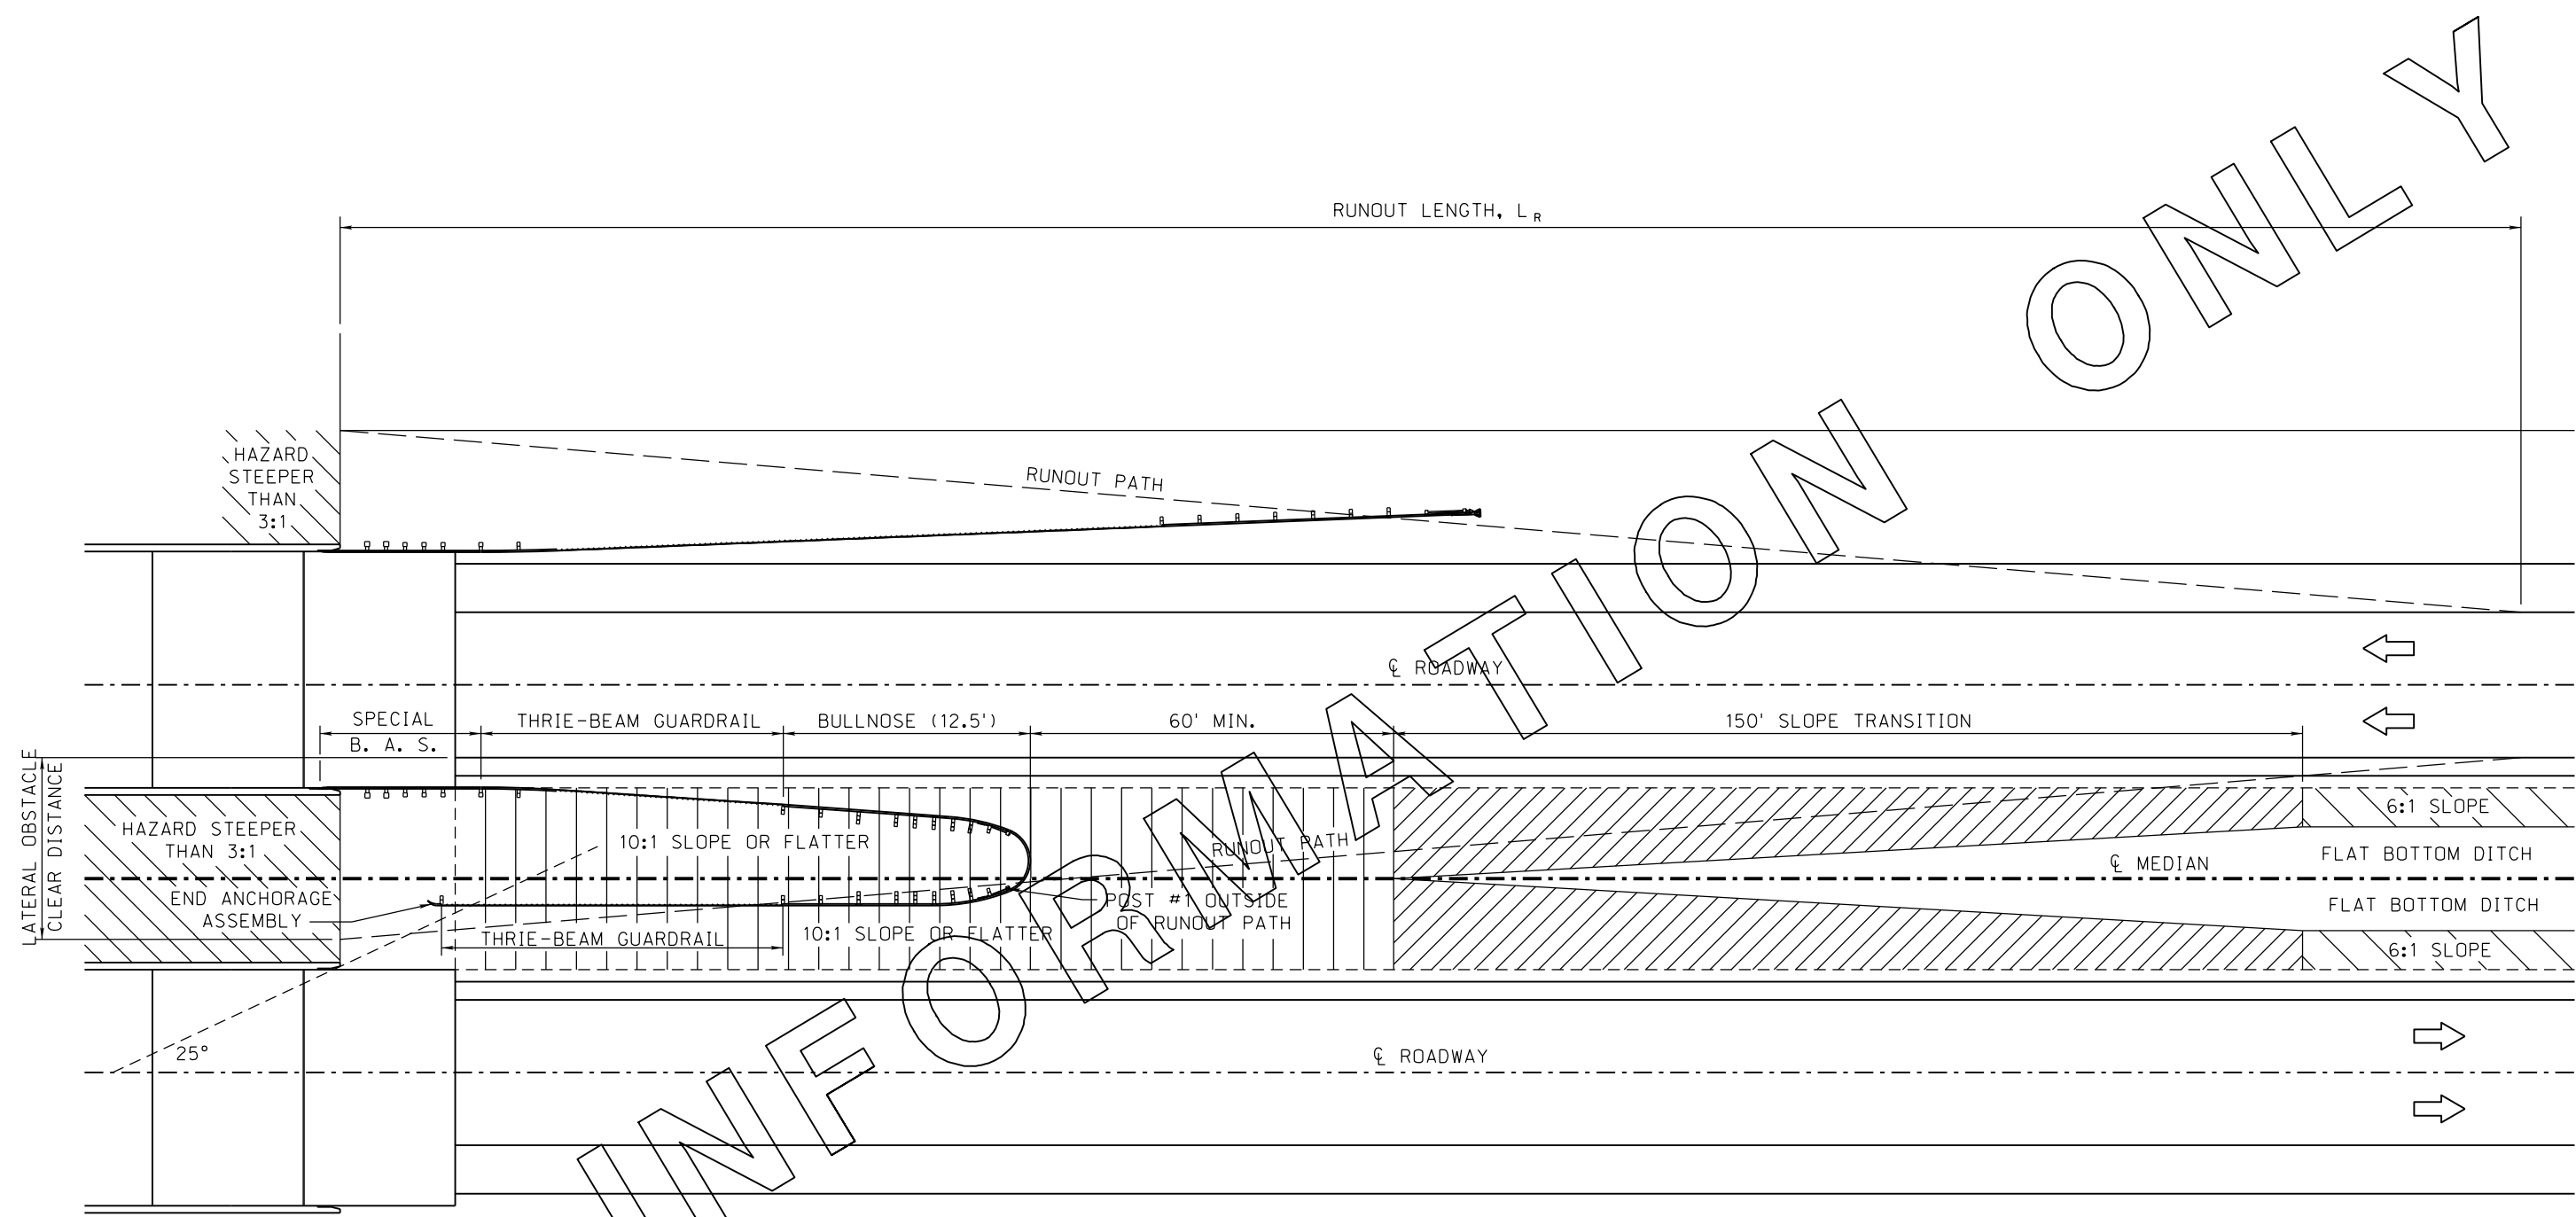 RUNOUT LENGTH, L R
HAZARD
STEEPER
THAN
3:1
RUNOUT PATH
℄ ROADWAY
SPECIAL
B. A. S.
THRIE-BEAM GUARDRAIL
BULLNOSE (12.5')
60' MIN.
150' SLOPE TRANSITION
LATERAL OBSTACLE
CLEAR DISTANCE
HAZARD STEEPER
THAN 3:1
10:1 SLOPE OR FLATTER
RUNOUT PATH
6:1 SLOPE
℄ MEDIAN
FLAT BOTTOM DITCH
END ANCHORAGE
ASSEMBLY
POST #1 OUTSIDE
OF RUNOUT PATH
FLAT BOTTOM DITCH
THRIE-BEAM GUARDRAIL
10:1 SLOPE OR FLATTER
6:1 SLOPE
25°
℄ ROADWAY
INFORMATION ONLY